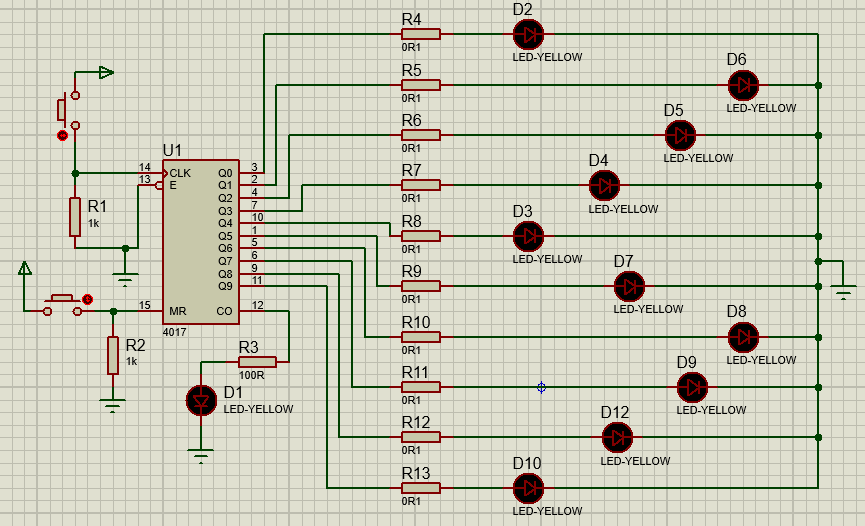 R4
0R1
D2
LED-YELLOW
R5
0R1
D6
LED-YELLOW
R6
0R1
D5
LED-YELLOW
R7
0R1
D4
LED-YELLOW
R8
0R1
D3
LED-YELLOW
R9
0R1
D7
LED-YELLOW
R10
0R1
D8
LED-YELLOW
R11
0R1
D9
LED-YELLOW
R12
0R1
D12
LED-YELLOW
R13
0R1
D10
LED-YELLOW
U1
14 CLK Q0 3
13 E Q1 2
Q2 4
Q3 7
Q4 10
Q5 1
Q6 5
Q7 6
Q8 9
Q9 11
15 MR CO 12
4017
R1
1k
R2
1k
R3
100R
D1
LED-YELLOW